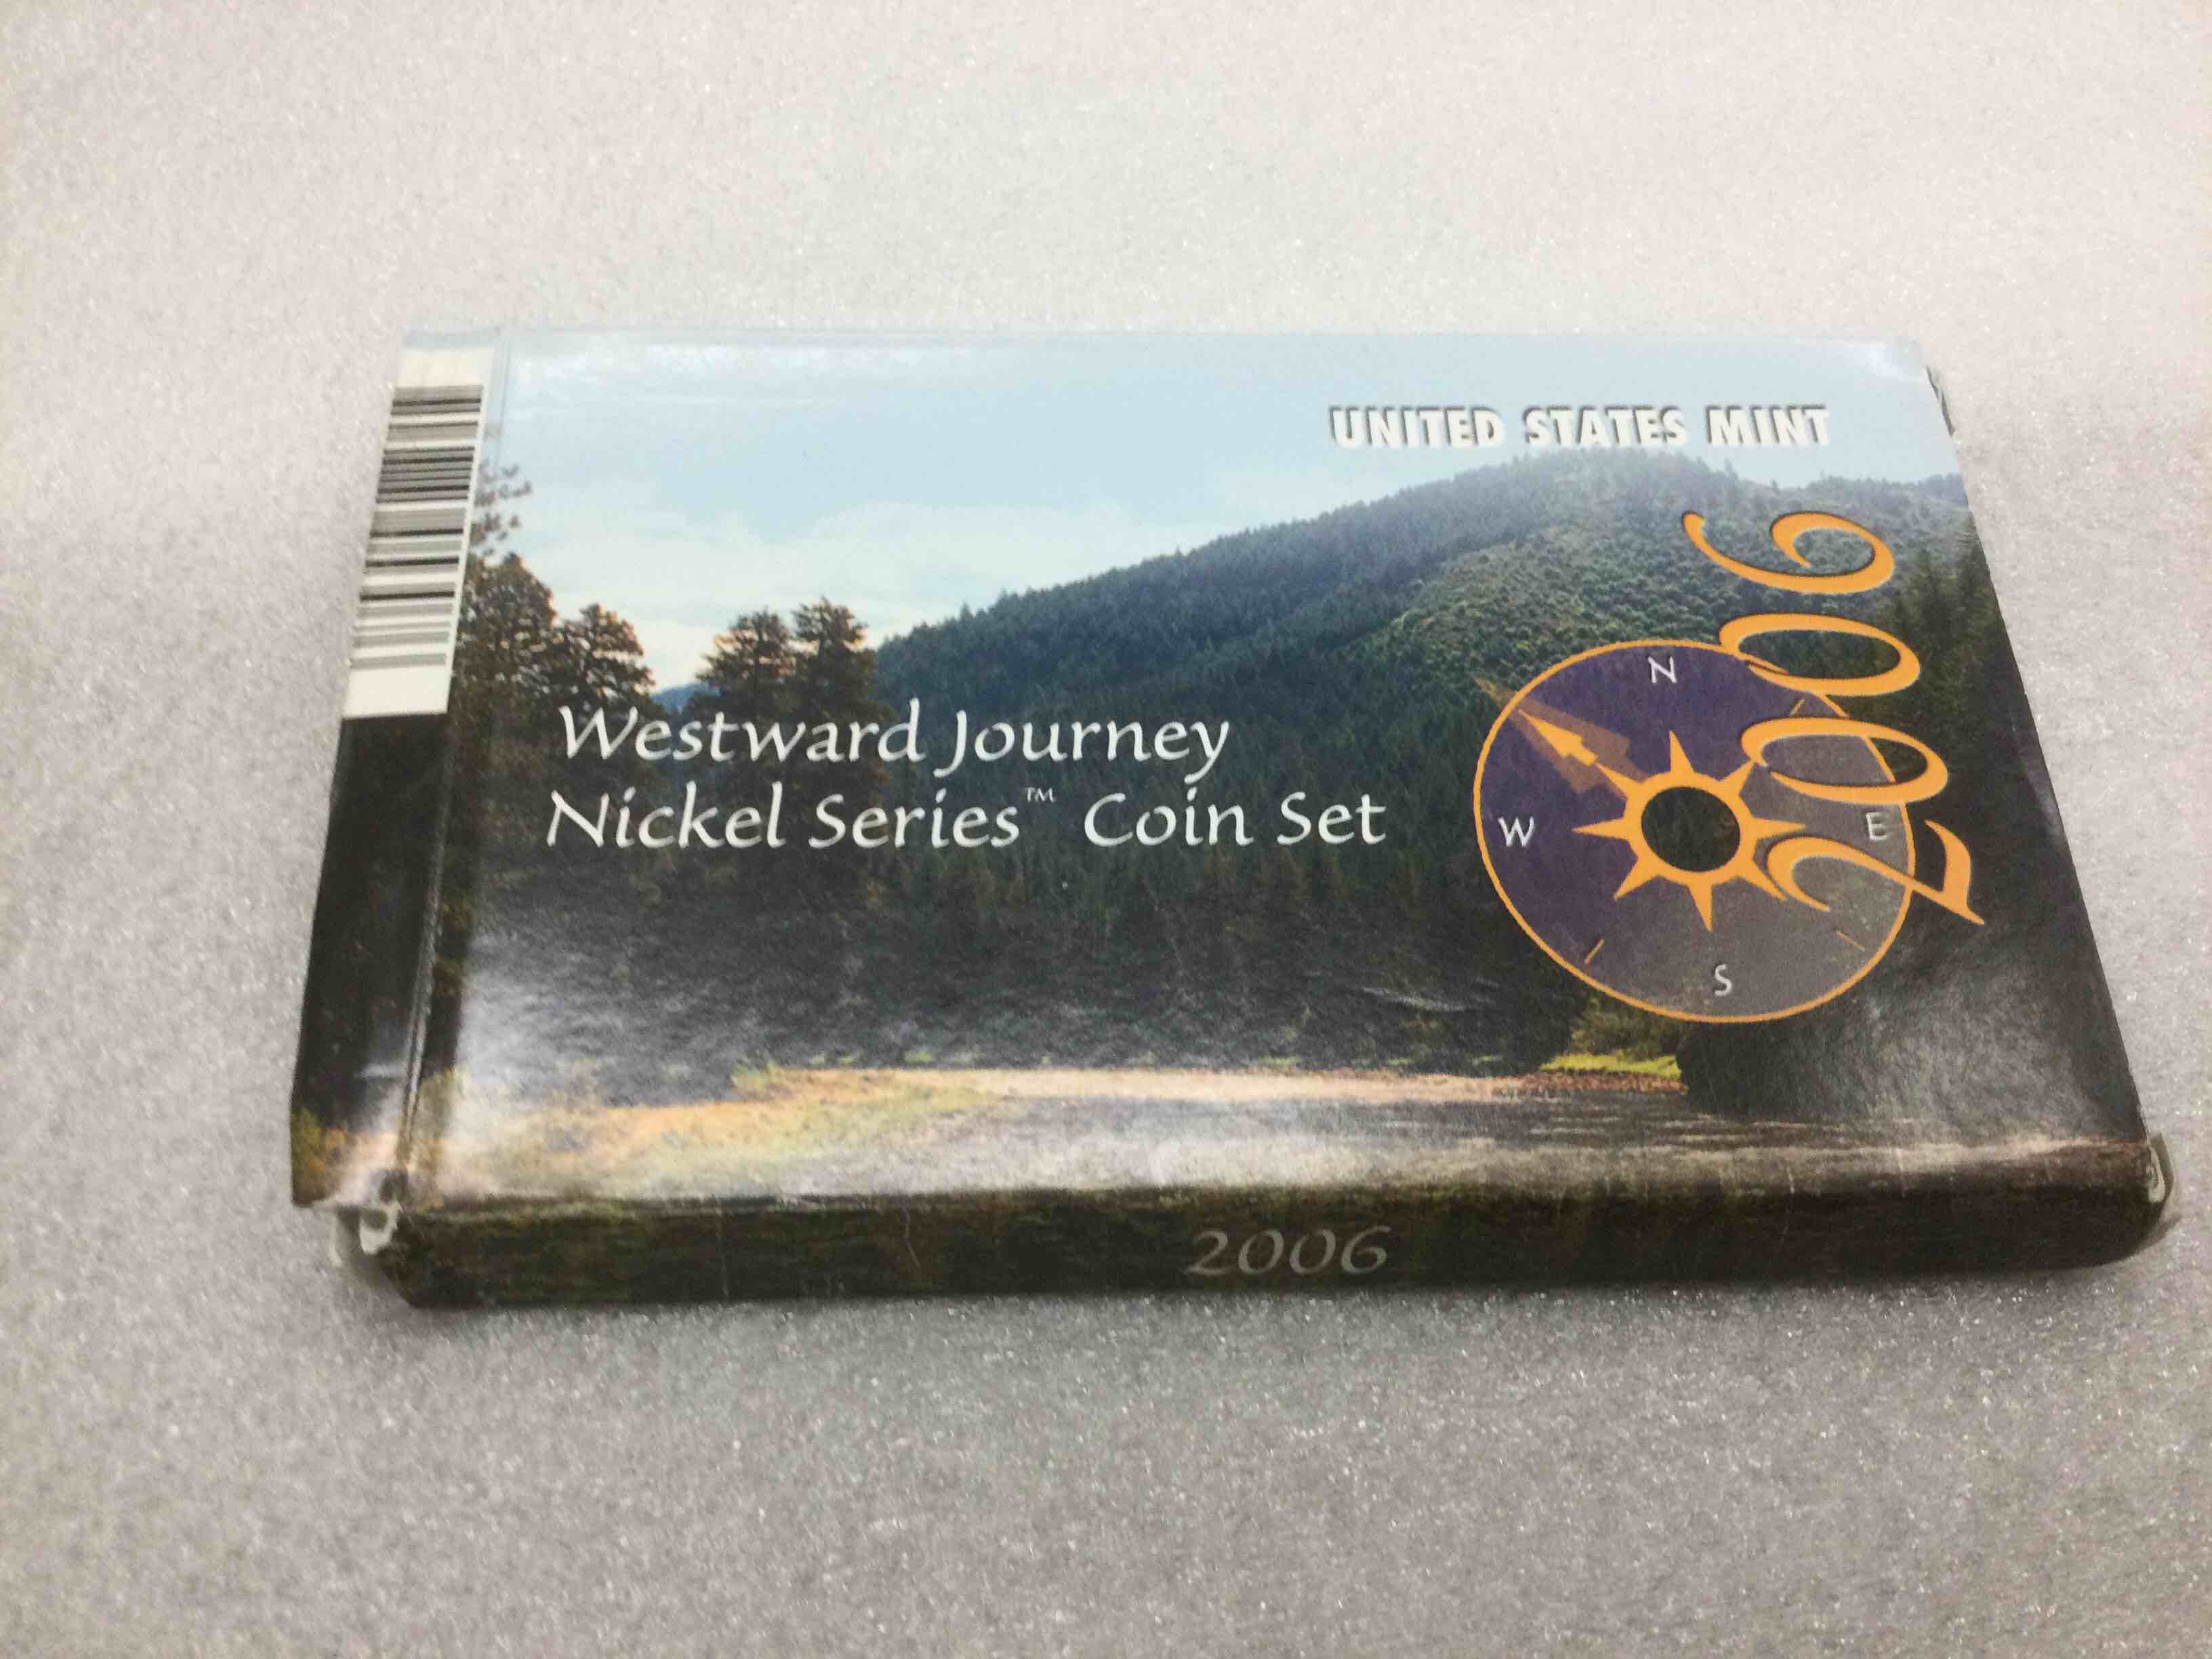 UNITED STATES MINT
2006
Westward Journey
Nickel Series™ Coin Set
N
W
E
S
2006